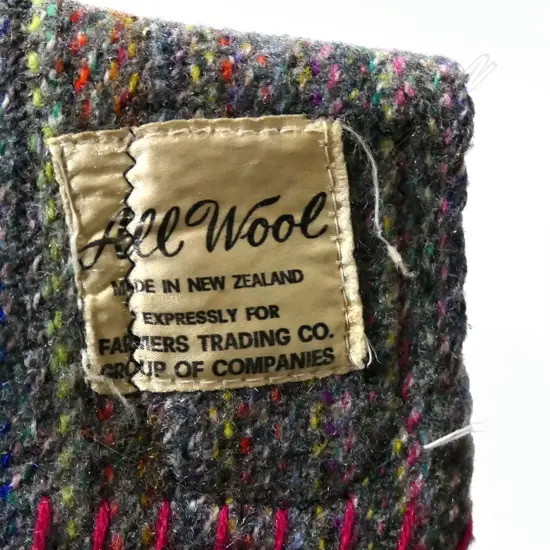 All Wool
MADE IN NEW ZEALAND
EXPRESSLY FOR
FARMERS TRADING CO.
GROUP OF COMPANIES